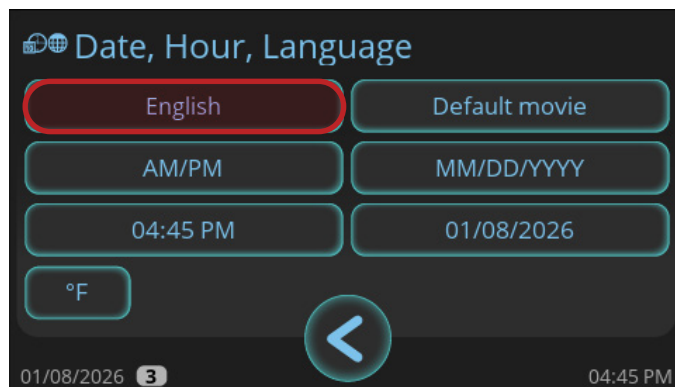 Date, Hour, Language
English
Default movie
AM/PM
MM/DD/YYYY
04:45 PM
01/08/2026
°F
01/08/2026 3
04:45 PM